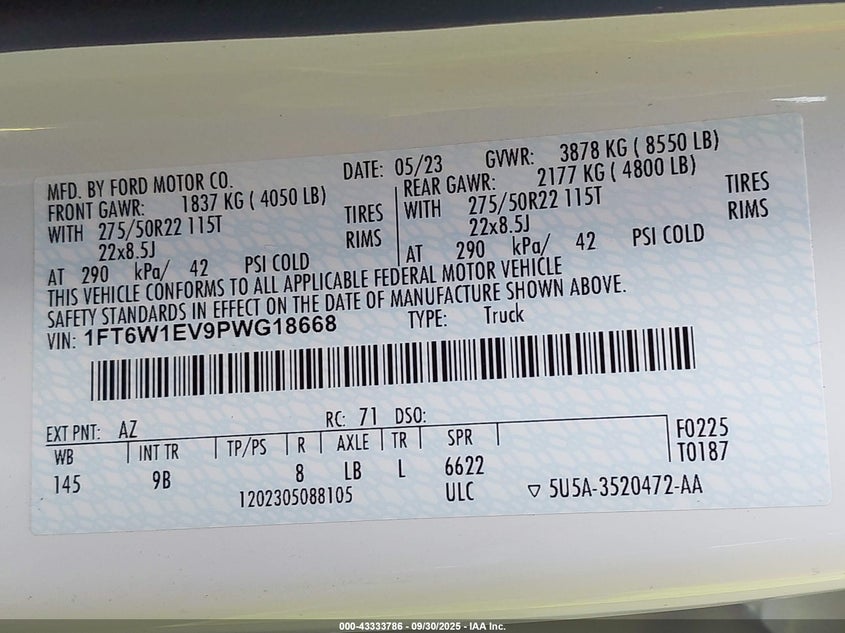 MFD. BY FORD MOTOR CO. DATE: 05/23 GVWR: 3878 KG ( 8550 LB)
FRONT GAWR: 1837 KG ( 4050 LB) REAR GAWR: 2177 KG ( 4800 LB)
WITH 275/50R22 115T TIRES WITH 275/50R22 115T TIRES
22x8.5J RIMS 22x8.5J RIMS
AT 290 kPa/ 42 PSI COLD AT 290 kPa/ 42 PSI COLD
THIS VEHICLE CONFORMS TO ALL APPLICABLE FEDERAL MOTOR VEHICLE
SAFETY STANDARDS IN EFFECT ON THE DATE OF MANUFACTURE SHOWN ABOVE.
VIN: 1FT6W1EV9PWG18668 TYPE: Truck
EXT PNT: AZ RC: 71 DSO:
WB INT TR TP/PS R AXLE TR SPR F0225
145 9B 8 LB L 6622 T0187
1202305088105 ULC ▽ 5U5A-3520472-AA
000-43333786 - 09/30/2025 - IAA Inc.